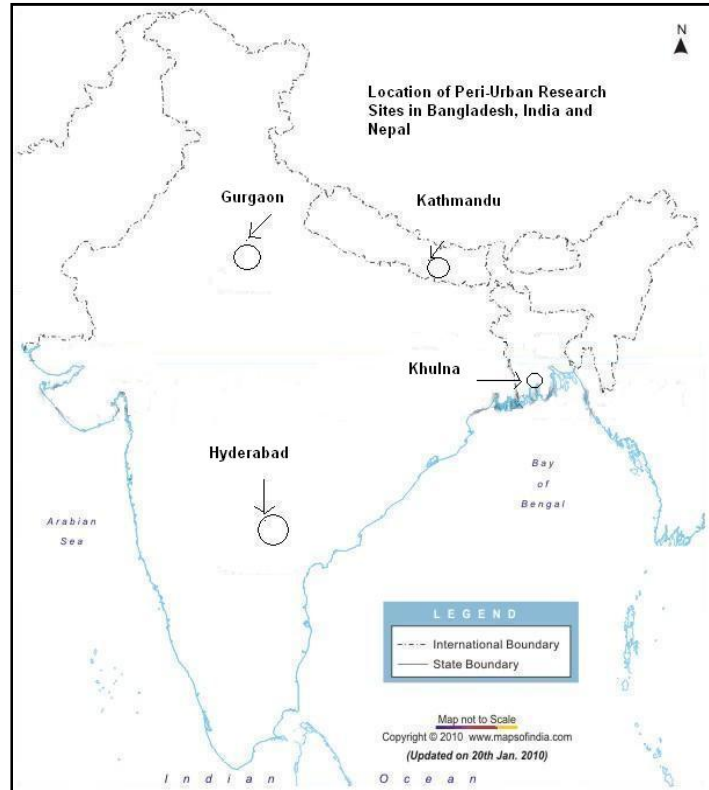 N
Location of Peri-Urban Research
Sites in Bangladesh, India and
Nepal
Gurgaon
Kathmandu
Khulna
Hyderabad
Bay
of
Bengal
Arabian
Sea
LEGEND
International Boundary
State Boundary
Map not to Scale
Copyright © 2010 www.mapsofindia.com
(Updated on 20th Jan. 2010)
Indian Ocean